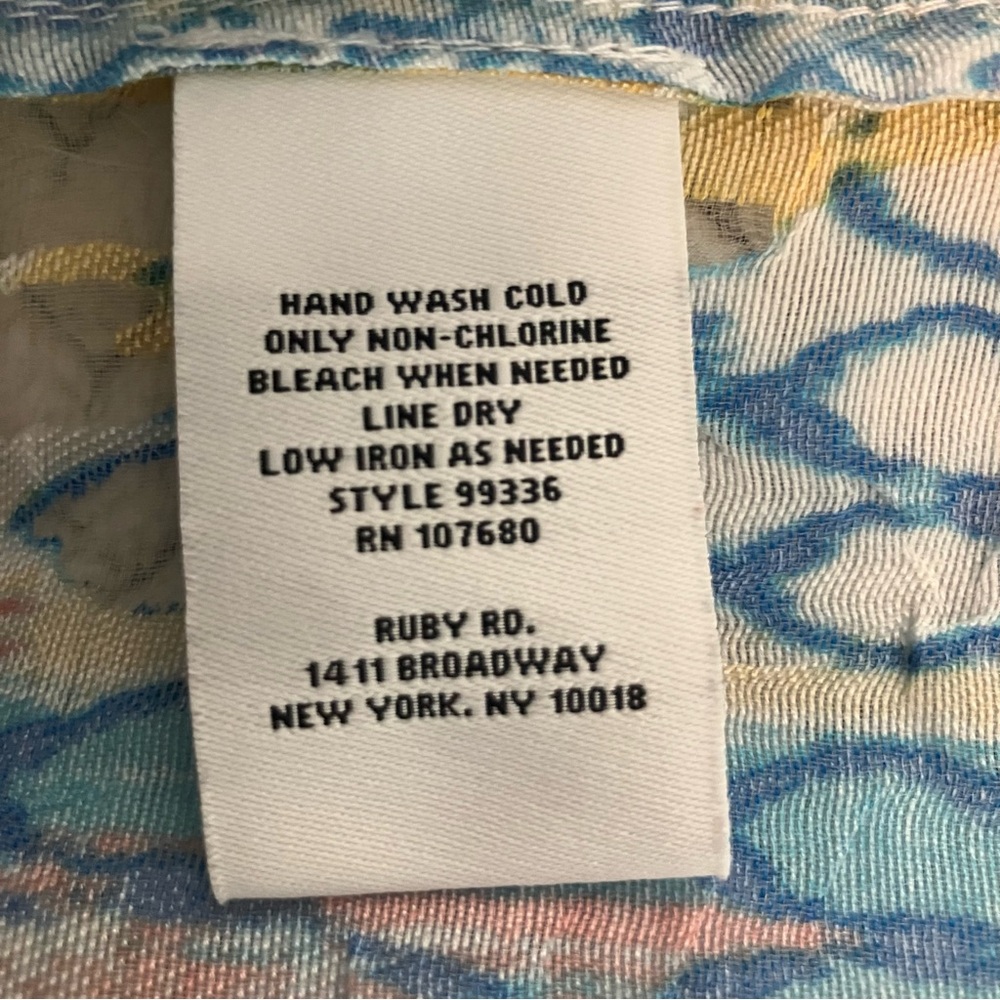 HAND WASH COLD
ONLY NON-CHLORINE
BLEACH WHEN NEEDED
LINE DRY
LOW IRON AS NEEDED
STYLE 99336
RN 107680
RUBY RD.
1411 BROADWAY
NEW YORK. NY 10018